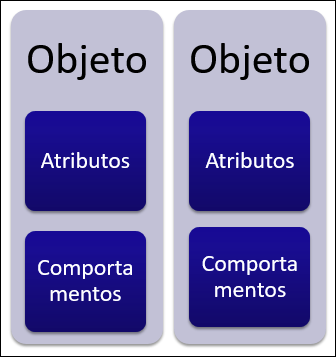 Objeto
Atributos
Comporta
mentos
Objeto
Atributos
Comporta
mentos